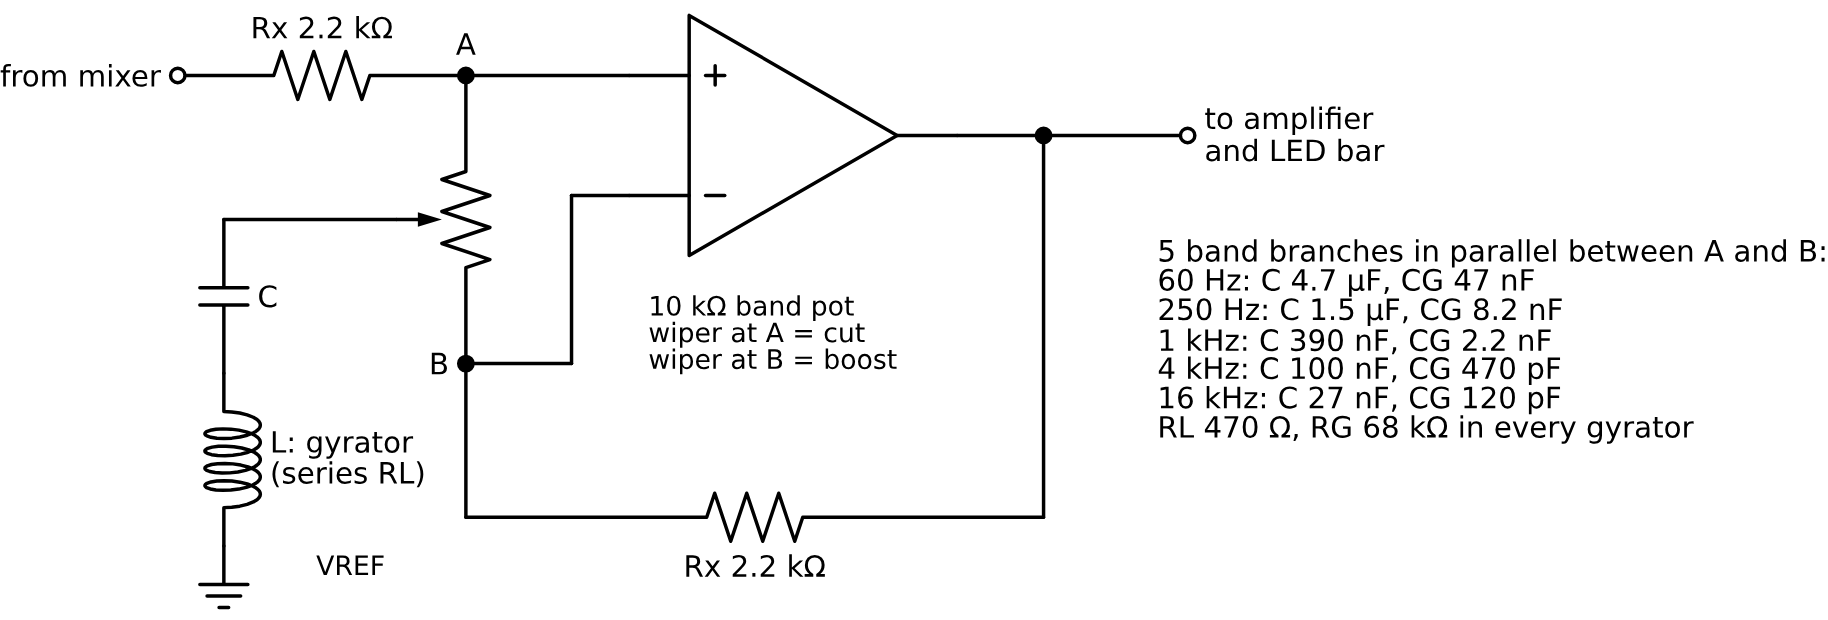 Rx 2.2 kΩ
A
from mixer
+
to amplifier
and LED bar
−
C
10 kΩ band pot
wiper at A = cut
wiper at B = boost
B
5 band branches in parallel between A and B:
60 Hz: C 4.7 µF, CG 47 nF
250 Hz: C 1.5 µF, CG 8.2 nF
1 kHz: C 390 nF, CG 2.2 nF
4 kHz: C 100 nF, CG 470 pF
16 kHz: C 27 nF, CG 120 pF
RL 470 Ω, RG 68 kΩ in every gyrator
L: gyrator
(series RL)
VREF
Rx 2.2 kΩ